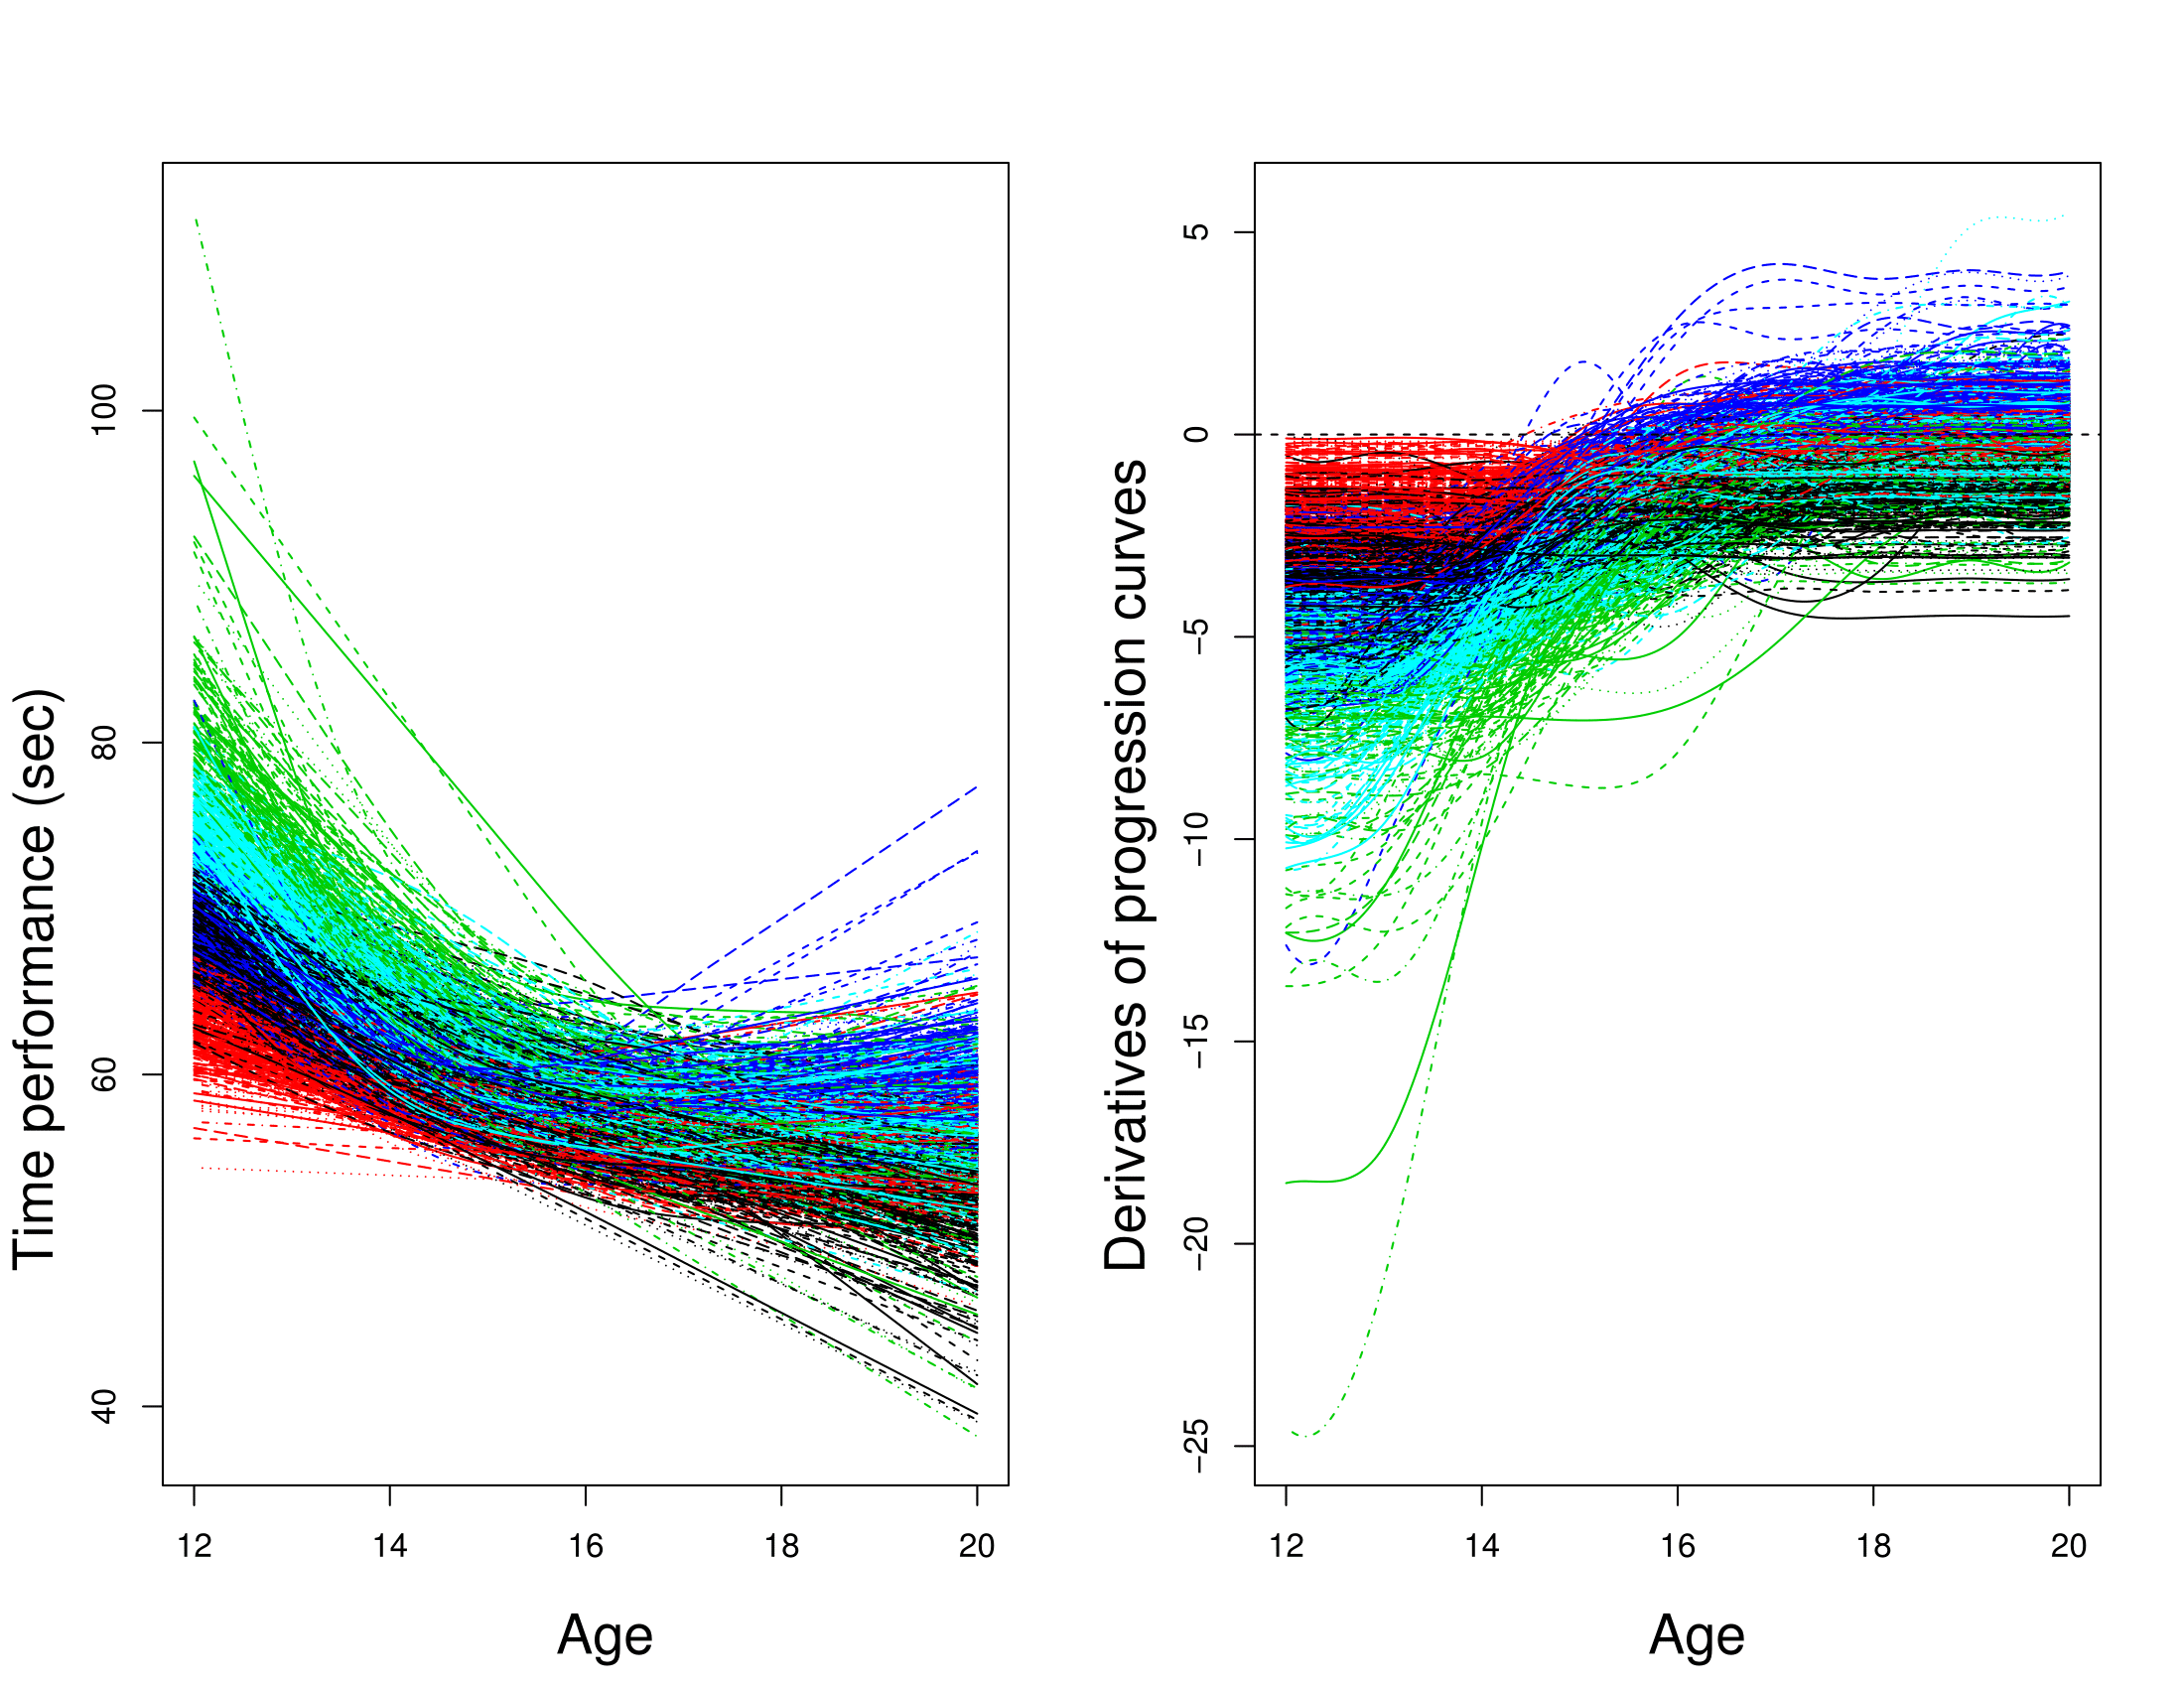 Time performance (sec)
100
80
60
40
12 14 16 18 20
Age
Derivatives of progression curves
5
0
−5
−10
−15
−20
−25
12 14 16 18 20
Age